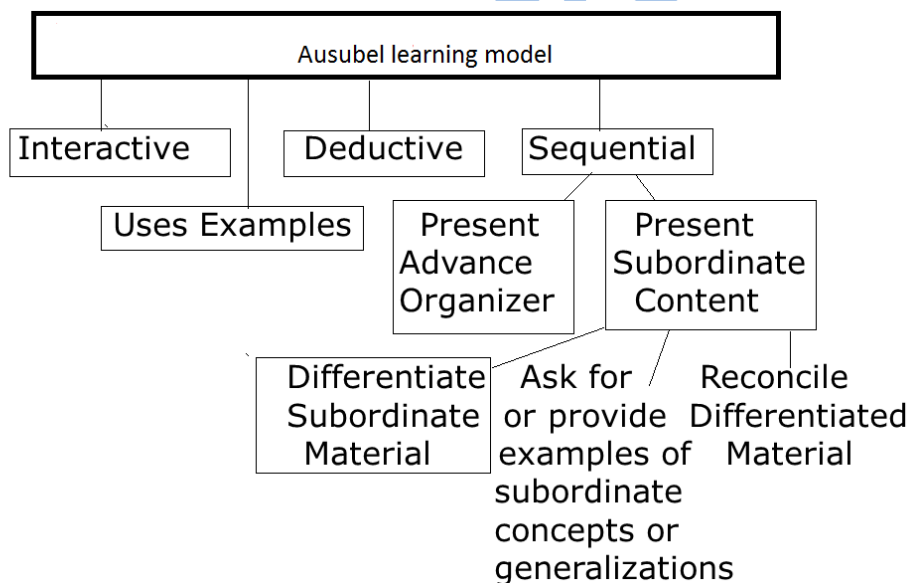 Ausubel learning model
Interactive
Deductive
Sequential
Uses Examples
Present
Advance
Organizer
Present
Subordinate
Content
Differentiate
Subordinate
Material
Ask for
or provide
examples of
subordinate
concepts or
generalizations
Reconcile
Differentiated
Material